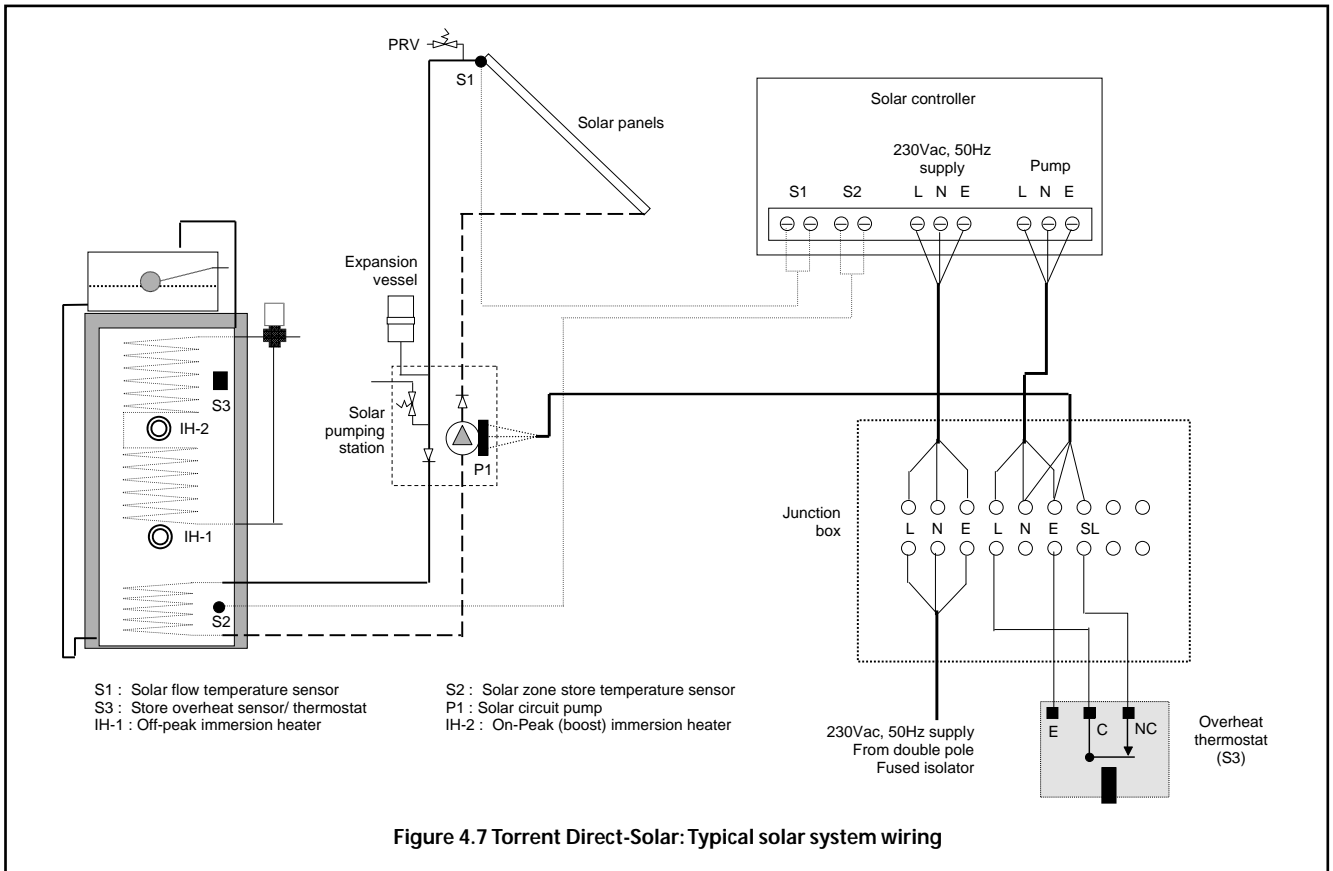 PRV
S1
Solar panels
Solar controller
230Vac, 50Hz
supply
Pump
S1 S2 L N E L N E
Expansion
vessel
S3
IH-2
Solar
pumping
station
P1
IH-1
S2
Junction
box
L N E L N E SL
S1 : Solar flow temperature sensor
S3 : Store overheat sensor/ thermostat
IH-1 : Off-peak immersion heater
S2 : Solar zone store temperature sensor
P1 : Solar circuit pump
IH-2 : On-Peak (boost) immersion heater
230Vac, 50Hz supply
From double pole
Fused isolator
E C NC
Overheat
thermostat
(S3)
Figure 4.7 Torrent Direct-Solar: Typical solar system wiring